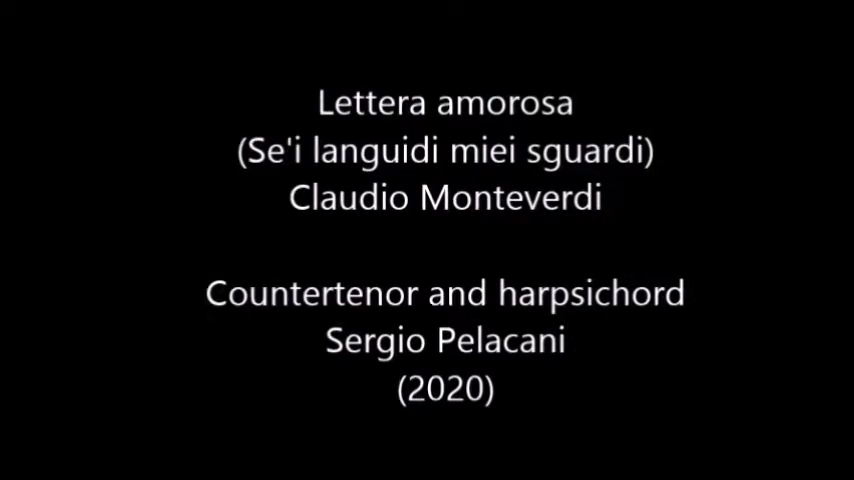 Lettera amorosa
(Se'i languidi miei sguardi)
Claudio Monteverdi
Countertenor and harpsichord
Sergio Pelacani
(2020)